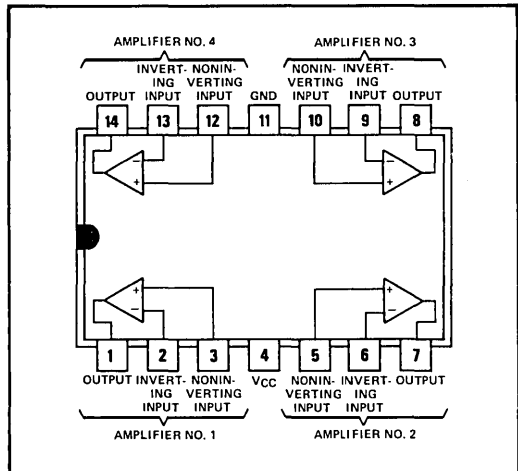 AMPLIFIER NO. 4 AMPLIFIER NO. 3
INVERT- NONIN- NONIN- INVERT-
ING VERTING VERTING ING
OUTPUT INPUT INPUT GND INPUT INPUT OUTPUT
14 13 12 11 10 9 8
− −
+ +
+ +
− −
1 2 3 4 5 6 7
OUTPUT INVERT- NONIN- VCC NONIN- INVERT- OUTPUT
ING VERTING VERTING ING
INPUT INPUT INPUT INPUT
AMPLIFIER NO. 1 AMPLIFIER NO. 2